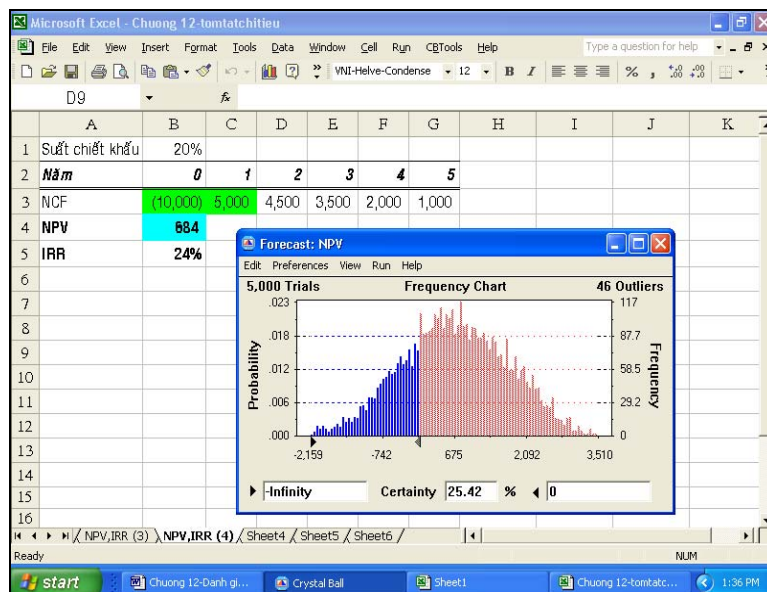 Microsoft Excel - Chuong 12-tomtatchitieu
File Edit View Insert Format Tools Data Window Cell Run CBTools Help
Type a question for help
VNI-Helve-Condense 12 B I % ,
D9 fx
A B C D E F G H I J K
1 Suất chiết khấu 20%
2 Năm 0 1 2 3 4 5
3 NCF (10,000) 5,000 4,500 3,500 2,000 1,000
4 NPV 684
5 IRR 24%
6
7
8
9
10
11
12
13
14
15
16
Forecast: NPV
Edit Preferences View Run Help
5,000 Trials Frequency Chart 46 Outliers
.023 117
.018 87.7
.012 58.5
.006 29.2
.000 0
Probability
Frequency
-2,159 -742 675 2,092 3,510
-Infinity Certainty 25.42 % 0
NPV,IRR (3) NPV,IRR (4) Sheet4 Sheet5 Sheet6
Ready NUM
start Chuong 12-Danh gi... Crystal Ball Sheet1 Chuong 12-tomtatc... 1:36 PM